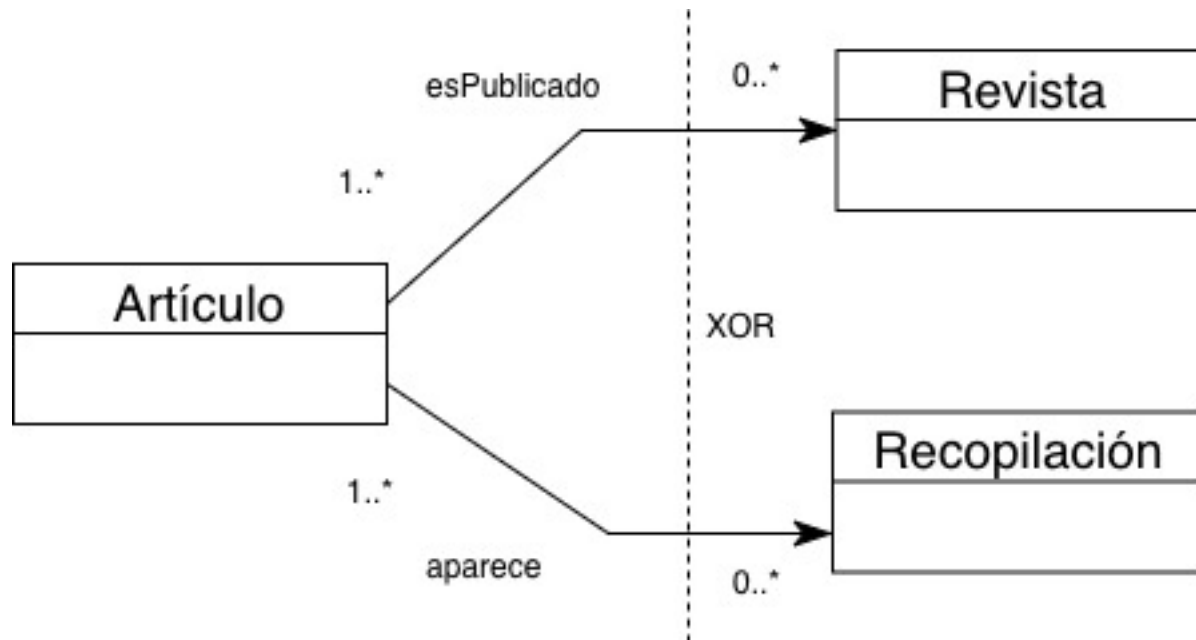 esPublicado
0..*
Revista
1..*
Artículo
XOR
Recopilación
1..*
aparece
0..*